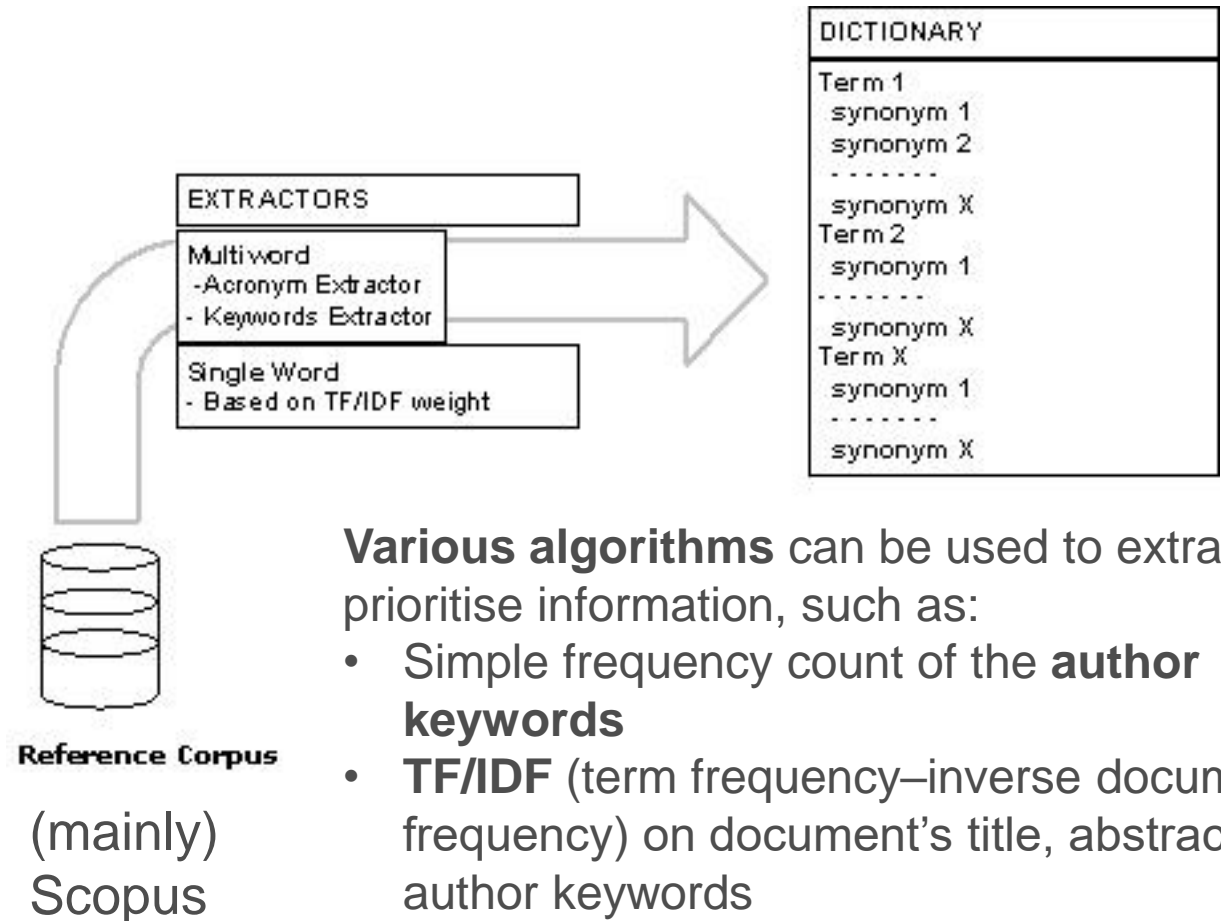 DICTIONARY
Term 1
synonym 1
synonym 2
- - - - - - -
synonym X
Term 2
synonym 1
- - - - - - -
synonym X
Term X
synonym 1
- - - - - - -
synonym X
EXTRACTORS
Multiword
-Acronym Extractor
- Keywords Extractor
Single Word
- Based on TF/IDF weight
Reference Corpus
(mainly)
Scopus
Various algorithms can be used to extra
prioritise information, such as:
• Simple frequency count of the author
keywords
• TF/IDF (term frequency–inverse docum
frequency) on document’s title, abstrac
author keywords